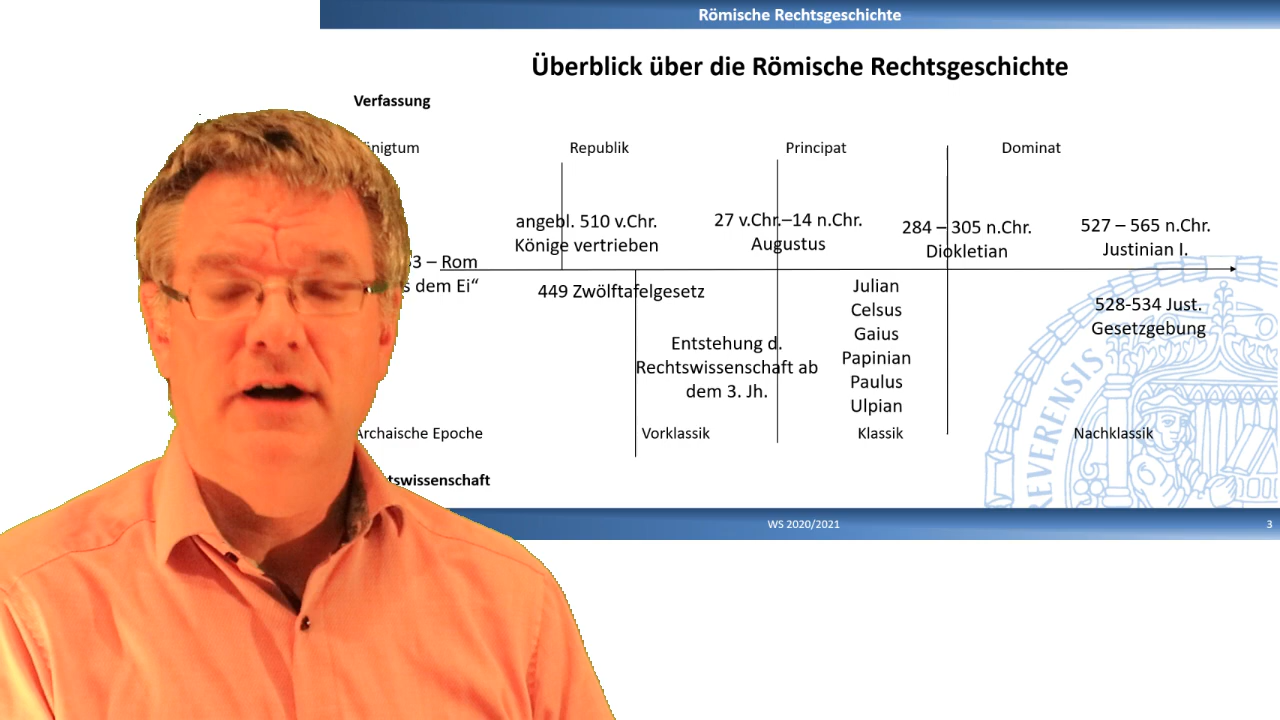 Römische Rechtsgeschichte
Überblick über die Römische Rechtsgeschichte
Verfassung
Republik
Principat
Dominat
angebl. 510 v.Chr.
Könige vertrieben
27 v.Chr.–14 n.Chr.
Augustus
284 – 305 n.Chr.
Diokletian
527 – 565 n.Chr.
Justinian I.
– Rom
dem Ei“
449 Zwölftafelgesetz
Entstehung d.
Rechtswissenschaft ab
dem 3. Jh.
Julian
Celsus
Gaius
Papinian
Paulus
Ulpian
528-534 Just.
Gesetzgebung
Archaische Epoche
Vorklassik
Klassik
Nachklassik
WS 2020/2021
3